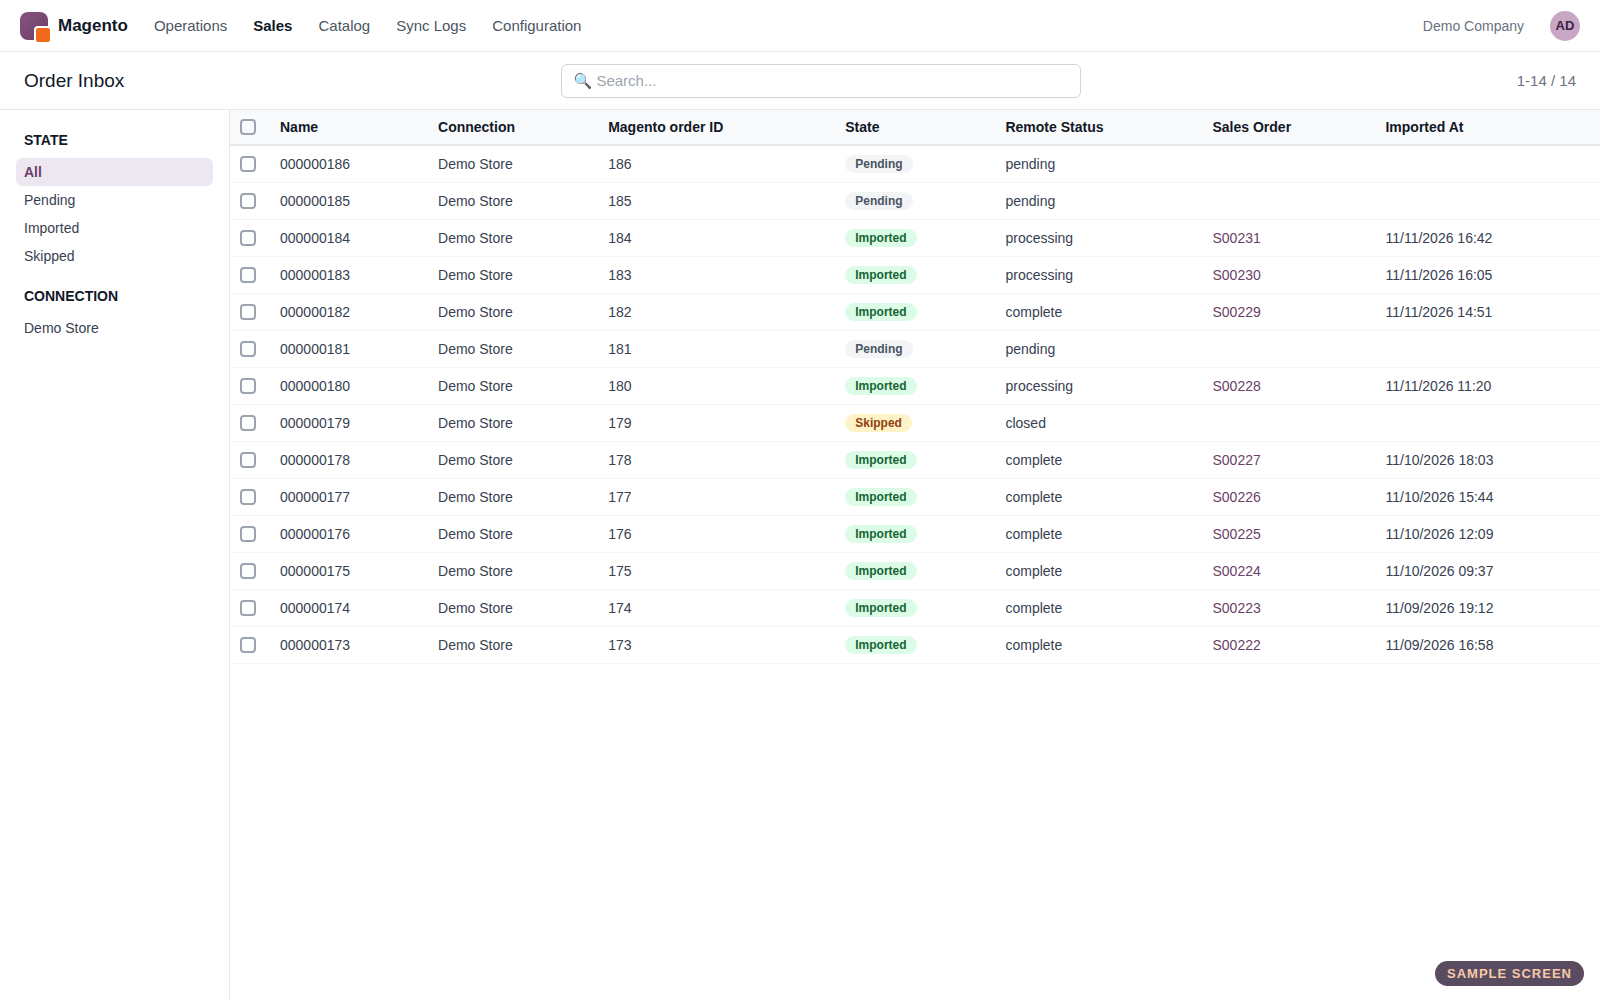 Magento Operations Sales Catalog Sync Logs Configuration Demo Company AD
Order Inbox 🔍 Search... 1-14 / 14
STATE
All
Pending
Imported
Skipped
CONNECTION
Demo Store
Name Connection Magento order ID State Remote Status Sales Order Imported At
000000186 Demo Store 186 Pending pending
000000185 Demo Store 185 Pending pending
000000184 Demo Store 184 Imported processing S00231 11/11/2026 16:42
000000183 Demo Store 183 Imported processing S00230 11/11/2026 16:05
000000182 Demo Store 182 Imported complete S00229 11/11/2026 14:51
000000181 Demo Store 181 Pending pending
000000180 Demo Store 180 Imported processing S00228 11/11/2026 11:20
000000179 Demo Store 179 Skipped closed
000000178 Demo Store 178 Imported complete S00227 11/10/2026 18:03
000000177 Demo Store 177 Imported complete S00226 11/10/2026 15:44
000000176 Demo Store 176 Imported complete S00225 11/10/2026 12:09
000000175 Demo Store 175 Imported complete S00224 11/10/2026 09:37
000000174 Demo Store 174 Imported complete S00223 11/09/2026 19:12
000000173 Demo Store 173 Imported complete S00222 11/09/2026 16:58
SAMPLE SCREEN